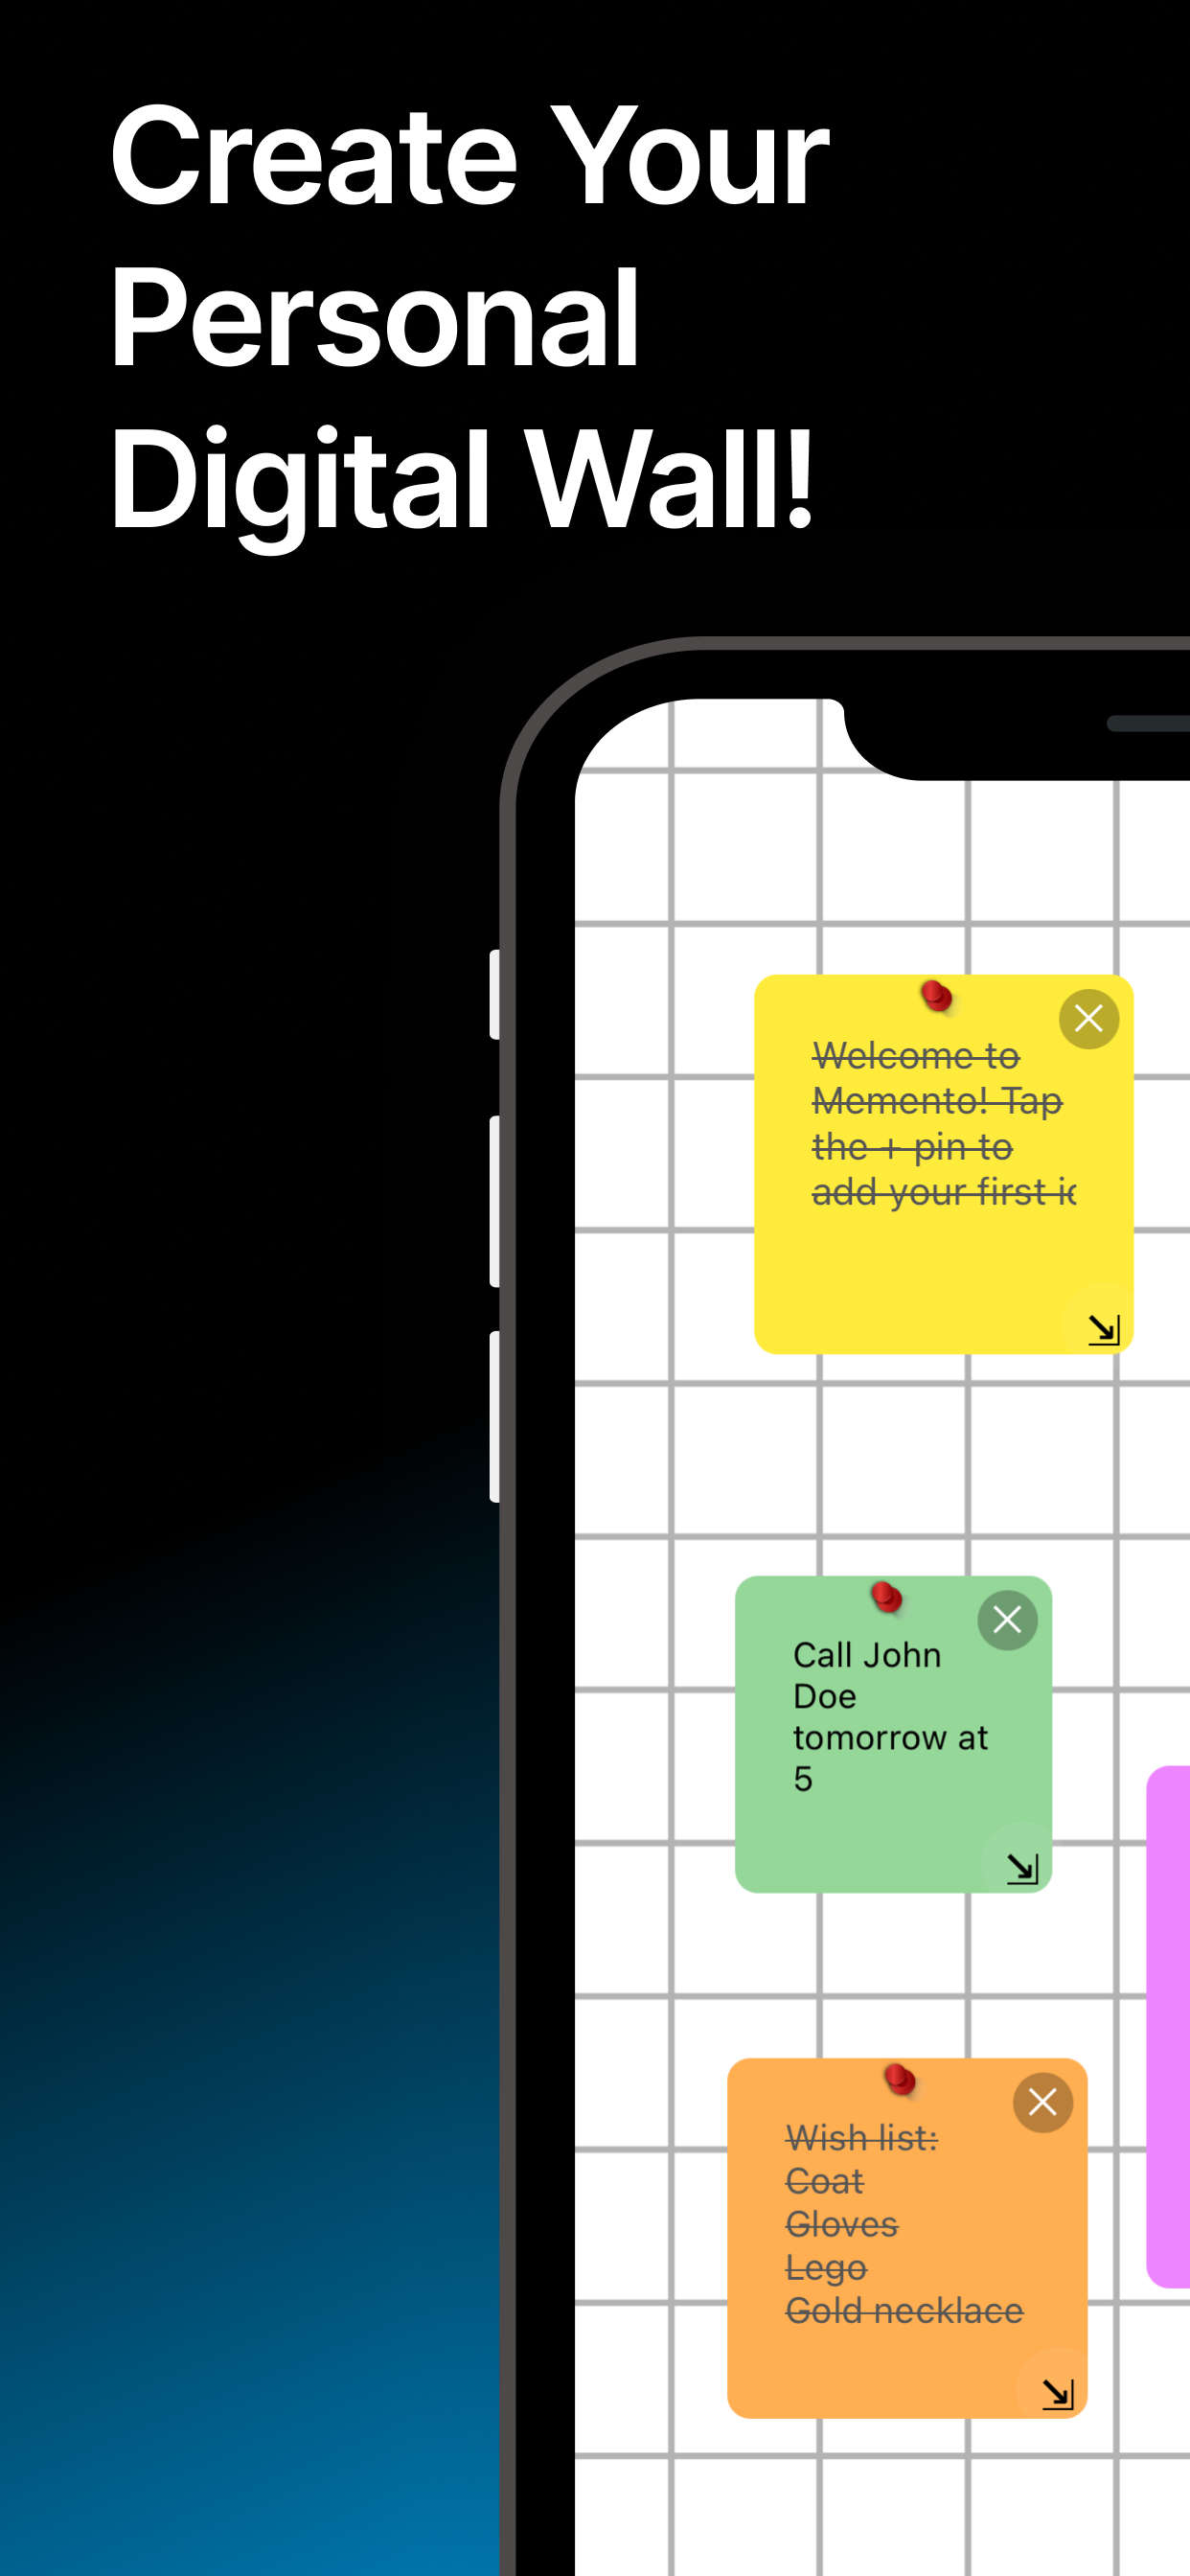 Create Your
Personal
Digital Wall!
Welcome to
Memento! Tap
the + pin to
add your first
Call John
Doe
tomorrow at
5
Wish list:
Coat
Gloves
Lego
Gold necklace